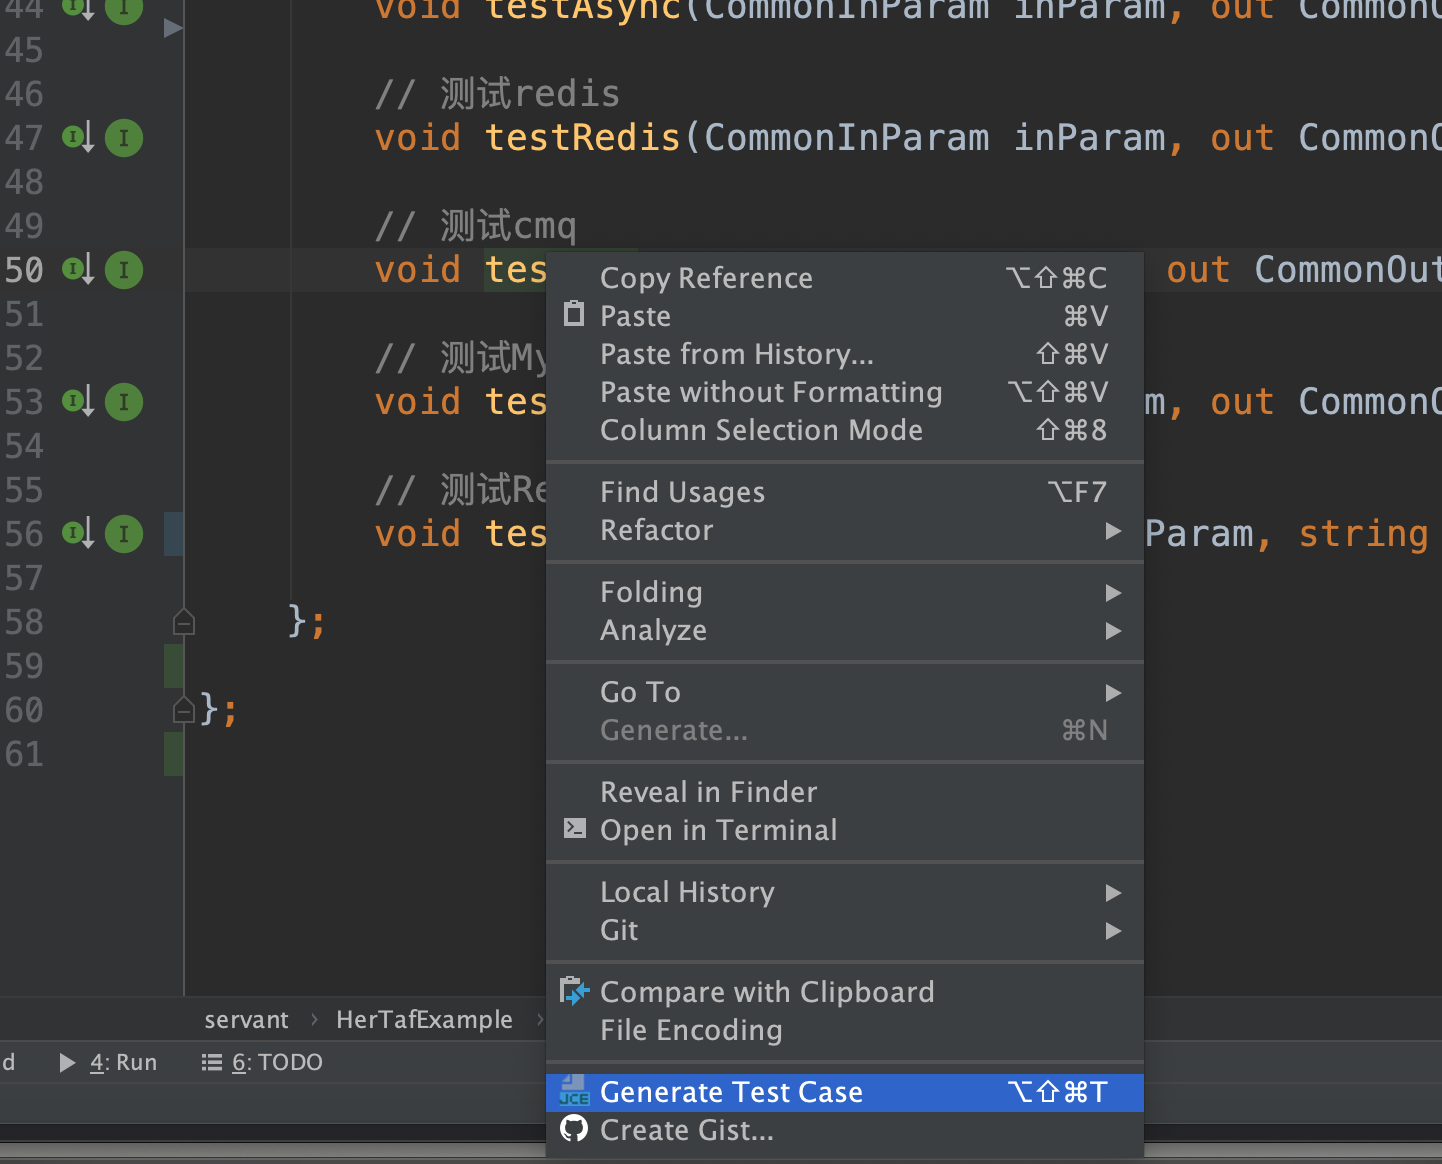 44 void testAsync(CommonInParam inParam, out CommonO
45
46 // 测试redis
47 void testRedis(CommonInParam inParam, out CommonO
48
49 // 测试cmq
50 void tes out CommonOut
51
52 // 测试My
53 void tes m, out CommonO
54
55 // 测试Re
56 void tes Param, string
57
58 };
59
60 };
61
Copy Reference ⌥⇧⌘C
Paste ⌘V
Paste from History... ⇧⌘V
Paste without Formatting ⌥⇧⌘V
Column Selection Mode ⇧⌘8
Find Usages ⌥F7
Refactor
Folding
Analyze
Go To
Generate... ⌘N
Reveal in Finder
Open in Terminal
Local History
Git
Compare with Clipboard
File Encoding
JCE Generate Test Case ⌥⇧⌘T
Create Gist...
servant › HerTafExample ›
d 4: Run 6: TODO